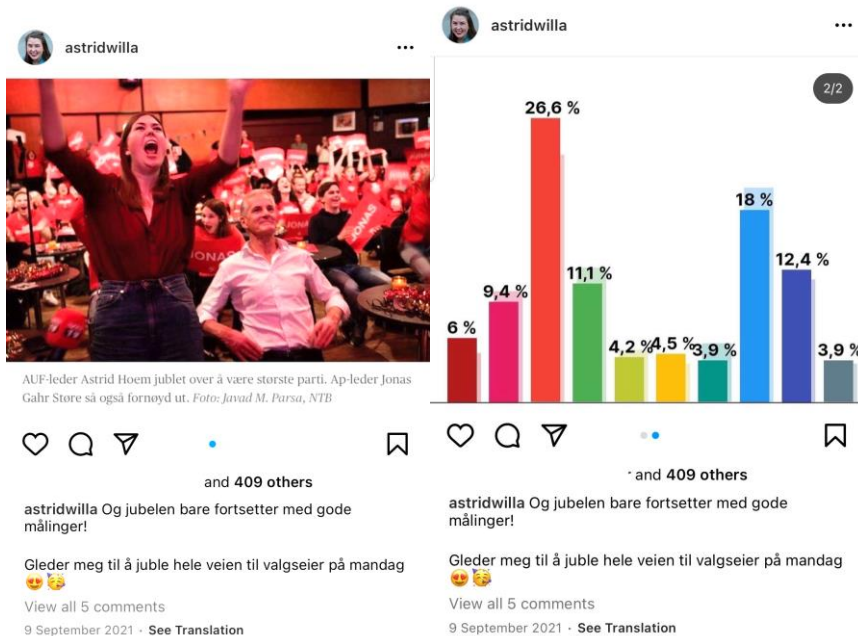 astridwilla
JONAS
JONAS
AUF-leder Astrid Hoem jublet over å være største parti. Ap-leder Jonas
Gahr Støre så også fornøyd ut. Foto: Javad M. Parsa, NTB
and 409 others
astridwilla Og jubelen bare fortsetter med gode
målinger!
Gleder meg til å juble hele veien til valgseier på mandag
😍🥳
View all 5 comments
9 September 2021 · See Translation
astridwilla
2/2
26,6 %
18 %
12,4 %
11,1 %
9,4 %
6 %
4,2 %
4,5 %
3,9 %
3,9 %
and 409 others
astridwilla Og jubelen bare fortsetter med gode
målinger!
Gleder meg til å juble hele veien til valgseier på mandag
😍🥳
View all 5 comments
9 September 2021 · See Translation